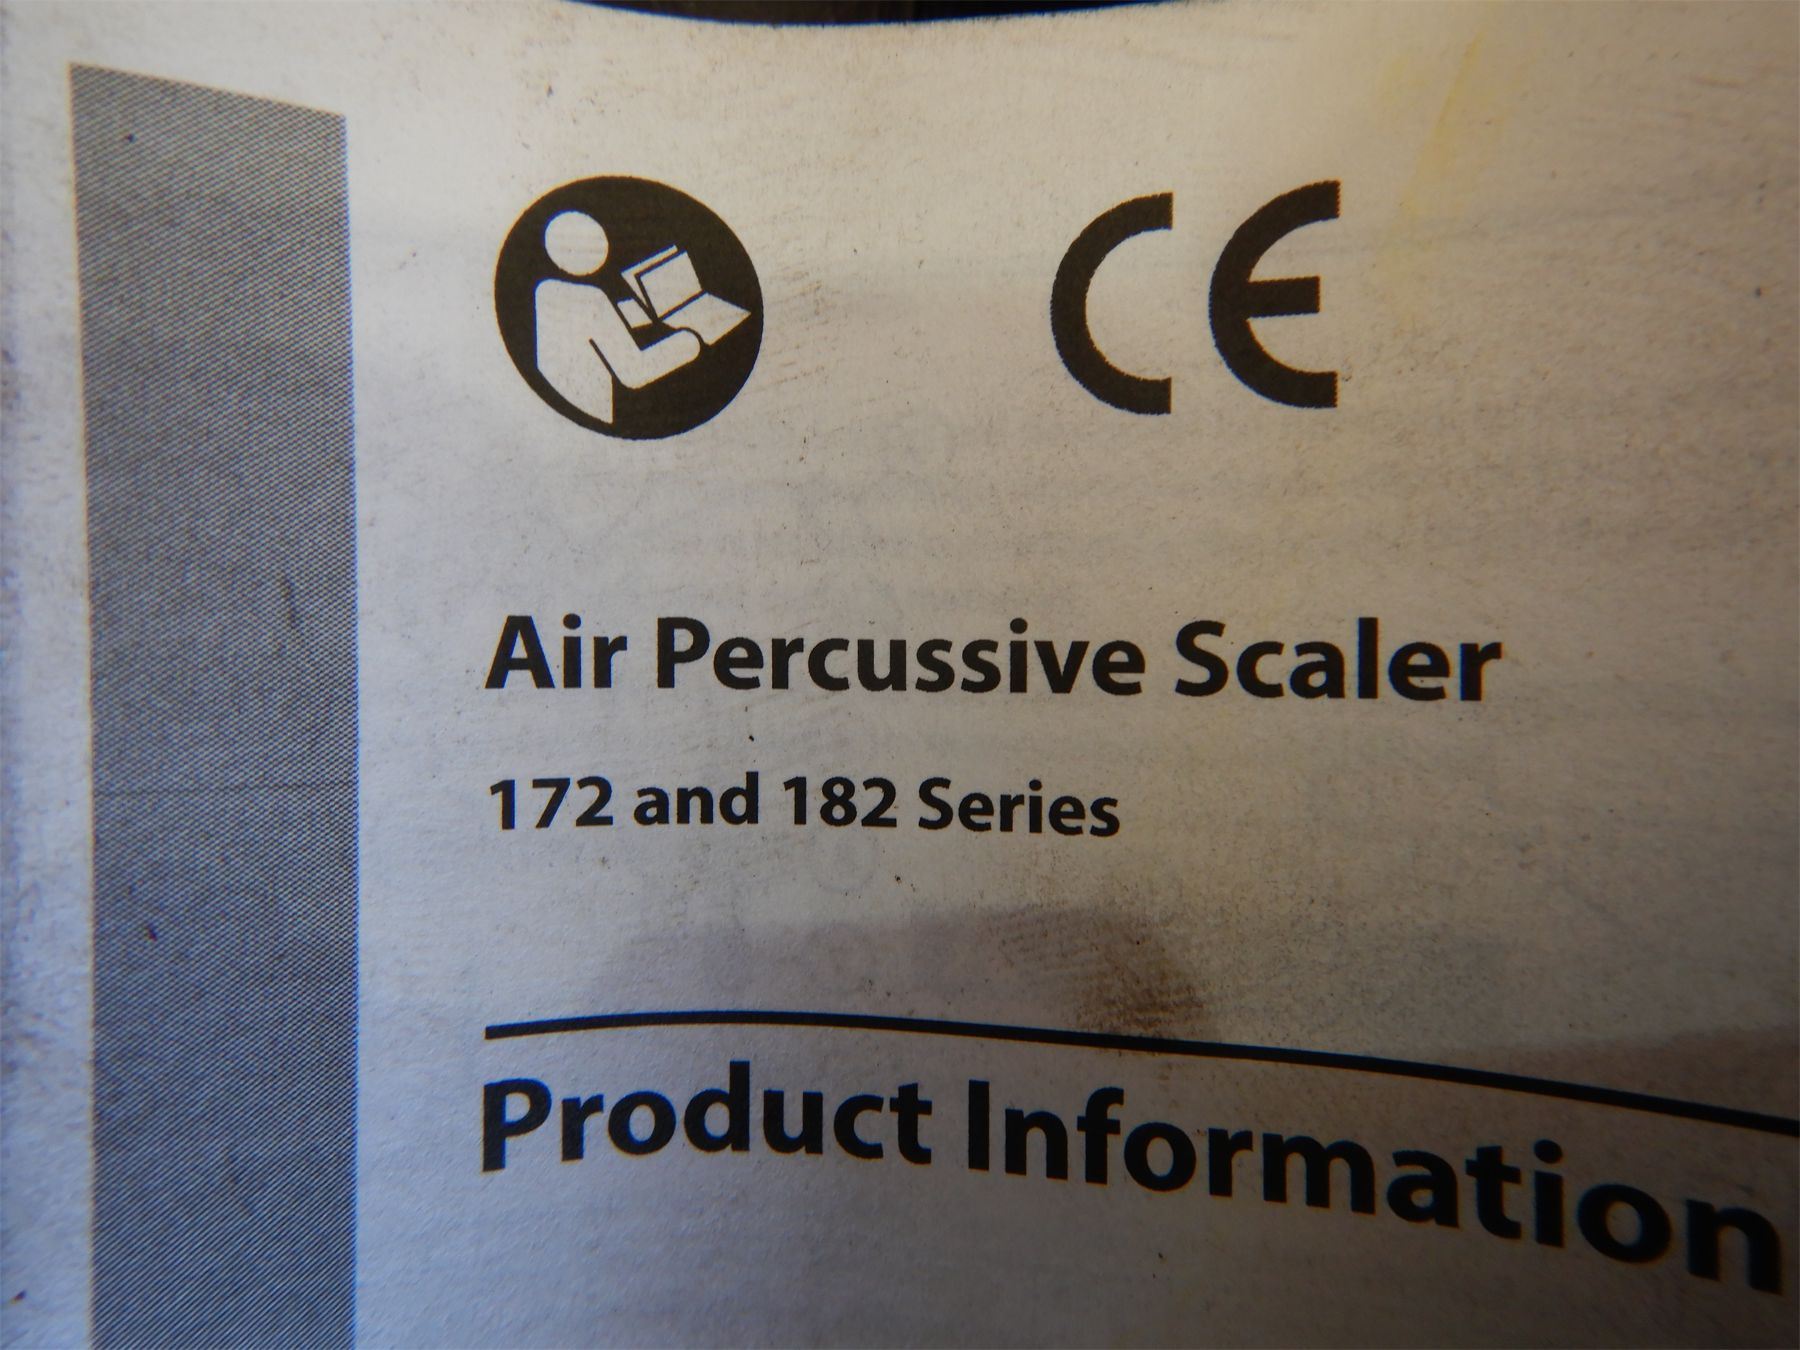 CE
Air Percussive Scaler
172 and 182 Series
Product Information